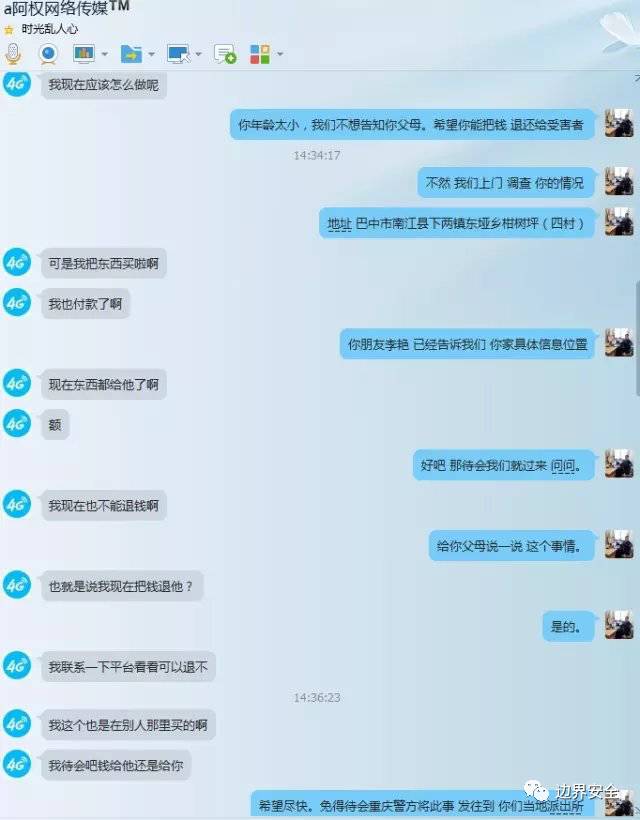 a阿权网络传媒™
时光乱人心
4G 我现在应该怎么做呢
你年龄太小，我们不想告知你父母。希望你能把钱 退还给受害者
14:34:17
不然 我们上门 调查 你的情况
地址 巴中市南江县下两镇东垭乡柑树坪（四村）
4G 可是我把东西买啦啊
4G 我也付款了啊
你朋友李艳 已经告诉我们 你家具体信息位置
4G 现在东西都给他了啊
4G 额
好吧 那待会我们就过来 问问。
4G 我现在也不能退钱啊
给你父母说一说 这个事情。
4G 也就是说我现在把钱退他？
是的。
4G 我联系一下平台看看可以退不
14:36:23
4G 我这个也是在别人那里买的啊
4G 我待会吧钱给他还是给你
希望尽快。免得待会重庆警方将此事 发往到 你们当地派出所
边界安全